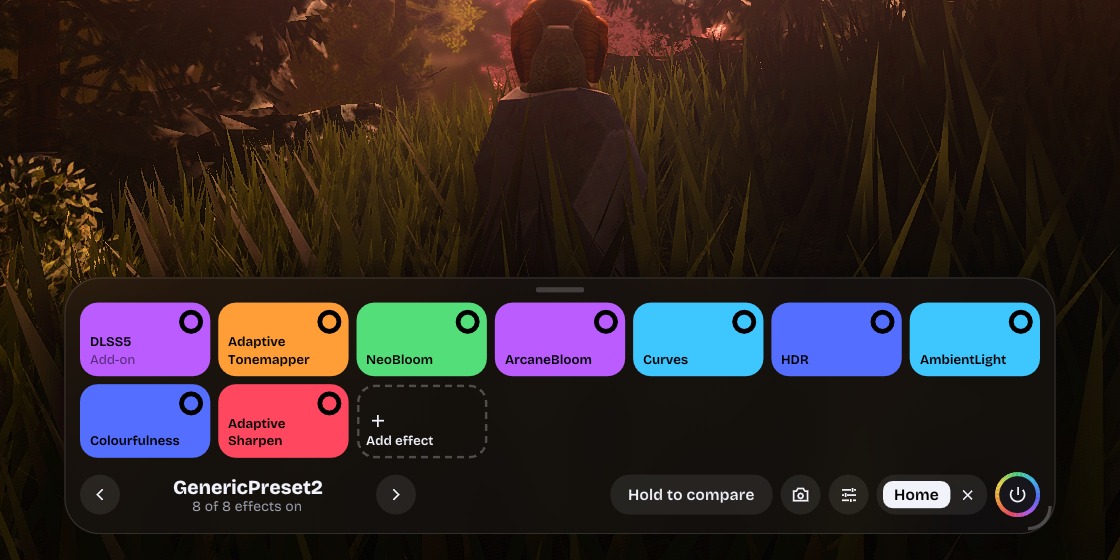 DLSS5
Add-on
Adaptive
Tonemapper
NeoBloom
ArcaneBloom
Curves
HDR
AmbientLight
Colourfulness
Adaptive
Sharpen
+
Add effect
GenericPreset2
8 of 8 effects on
Hold to compare
Home